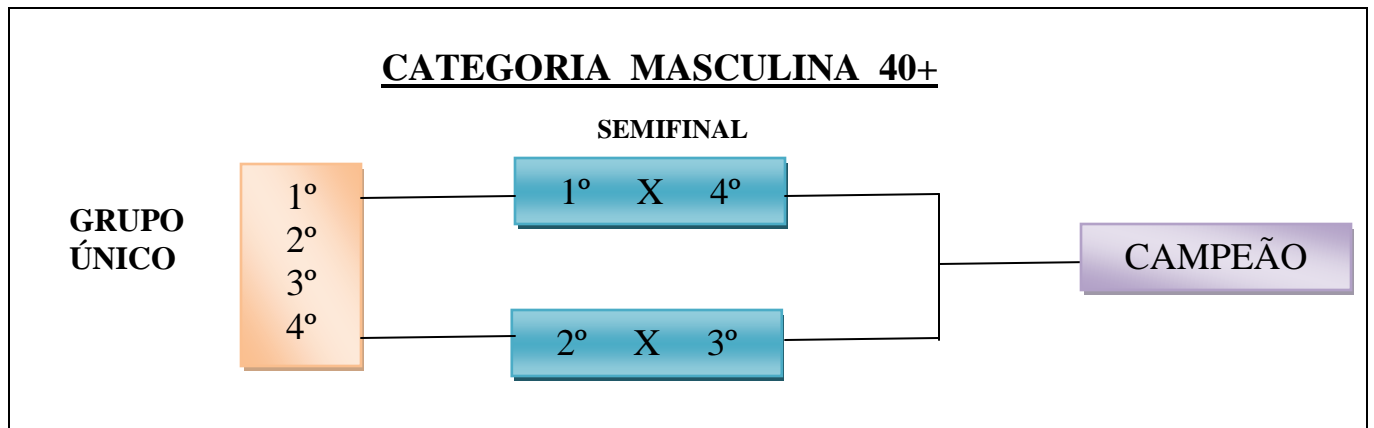 CATEGORIA MASCULINA 40+
SEMIFINAL
GRUPO
ÚNICO
1º
2º
3º
4º
1º X 4º
2º X 3º
CAMPEÃO